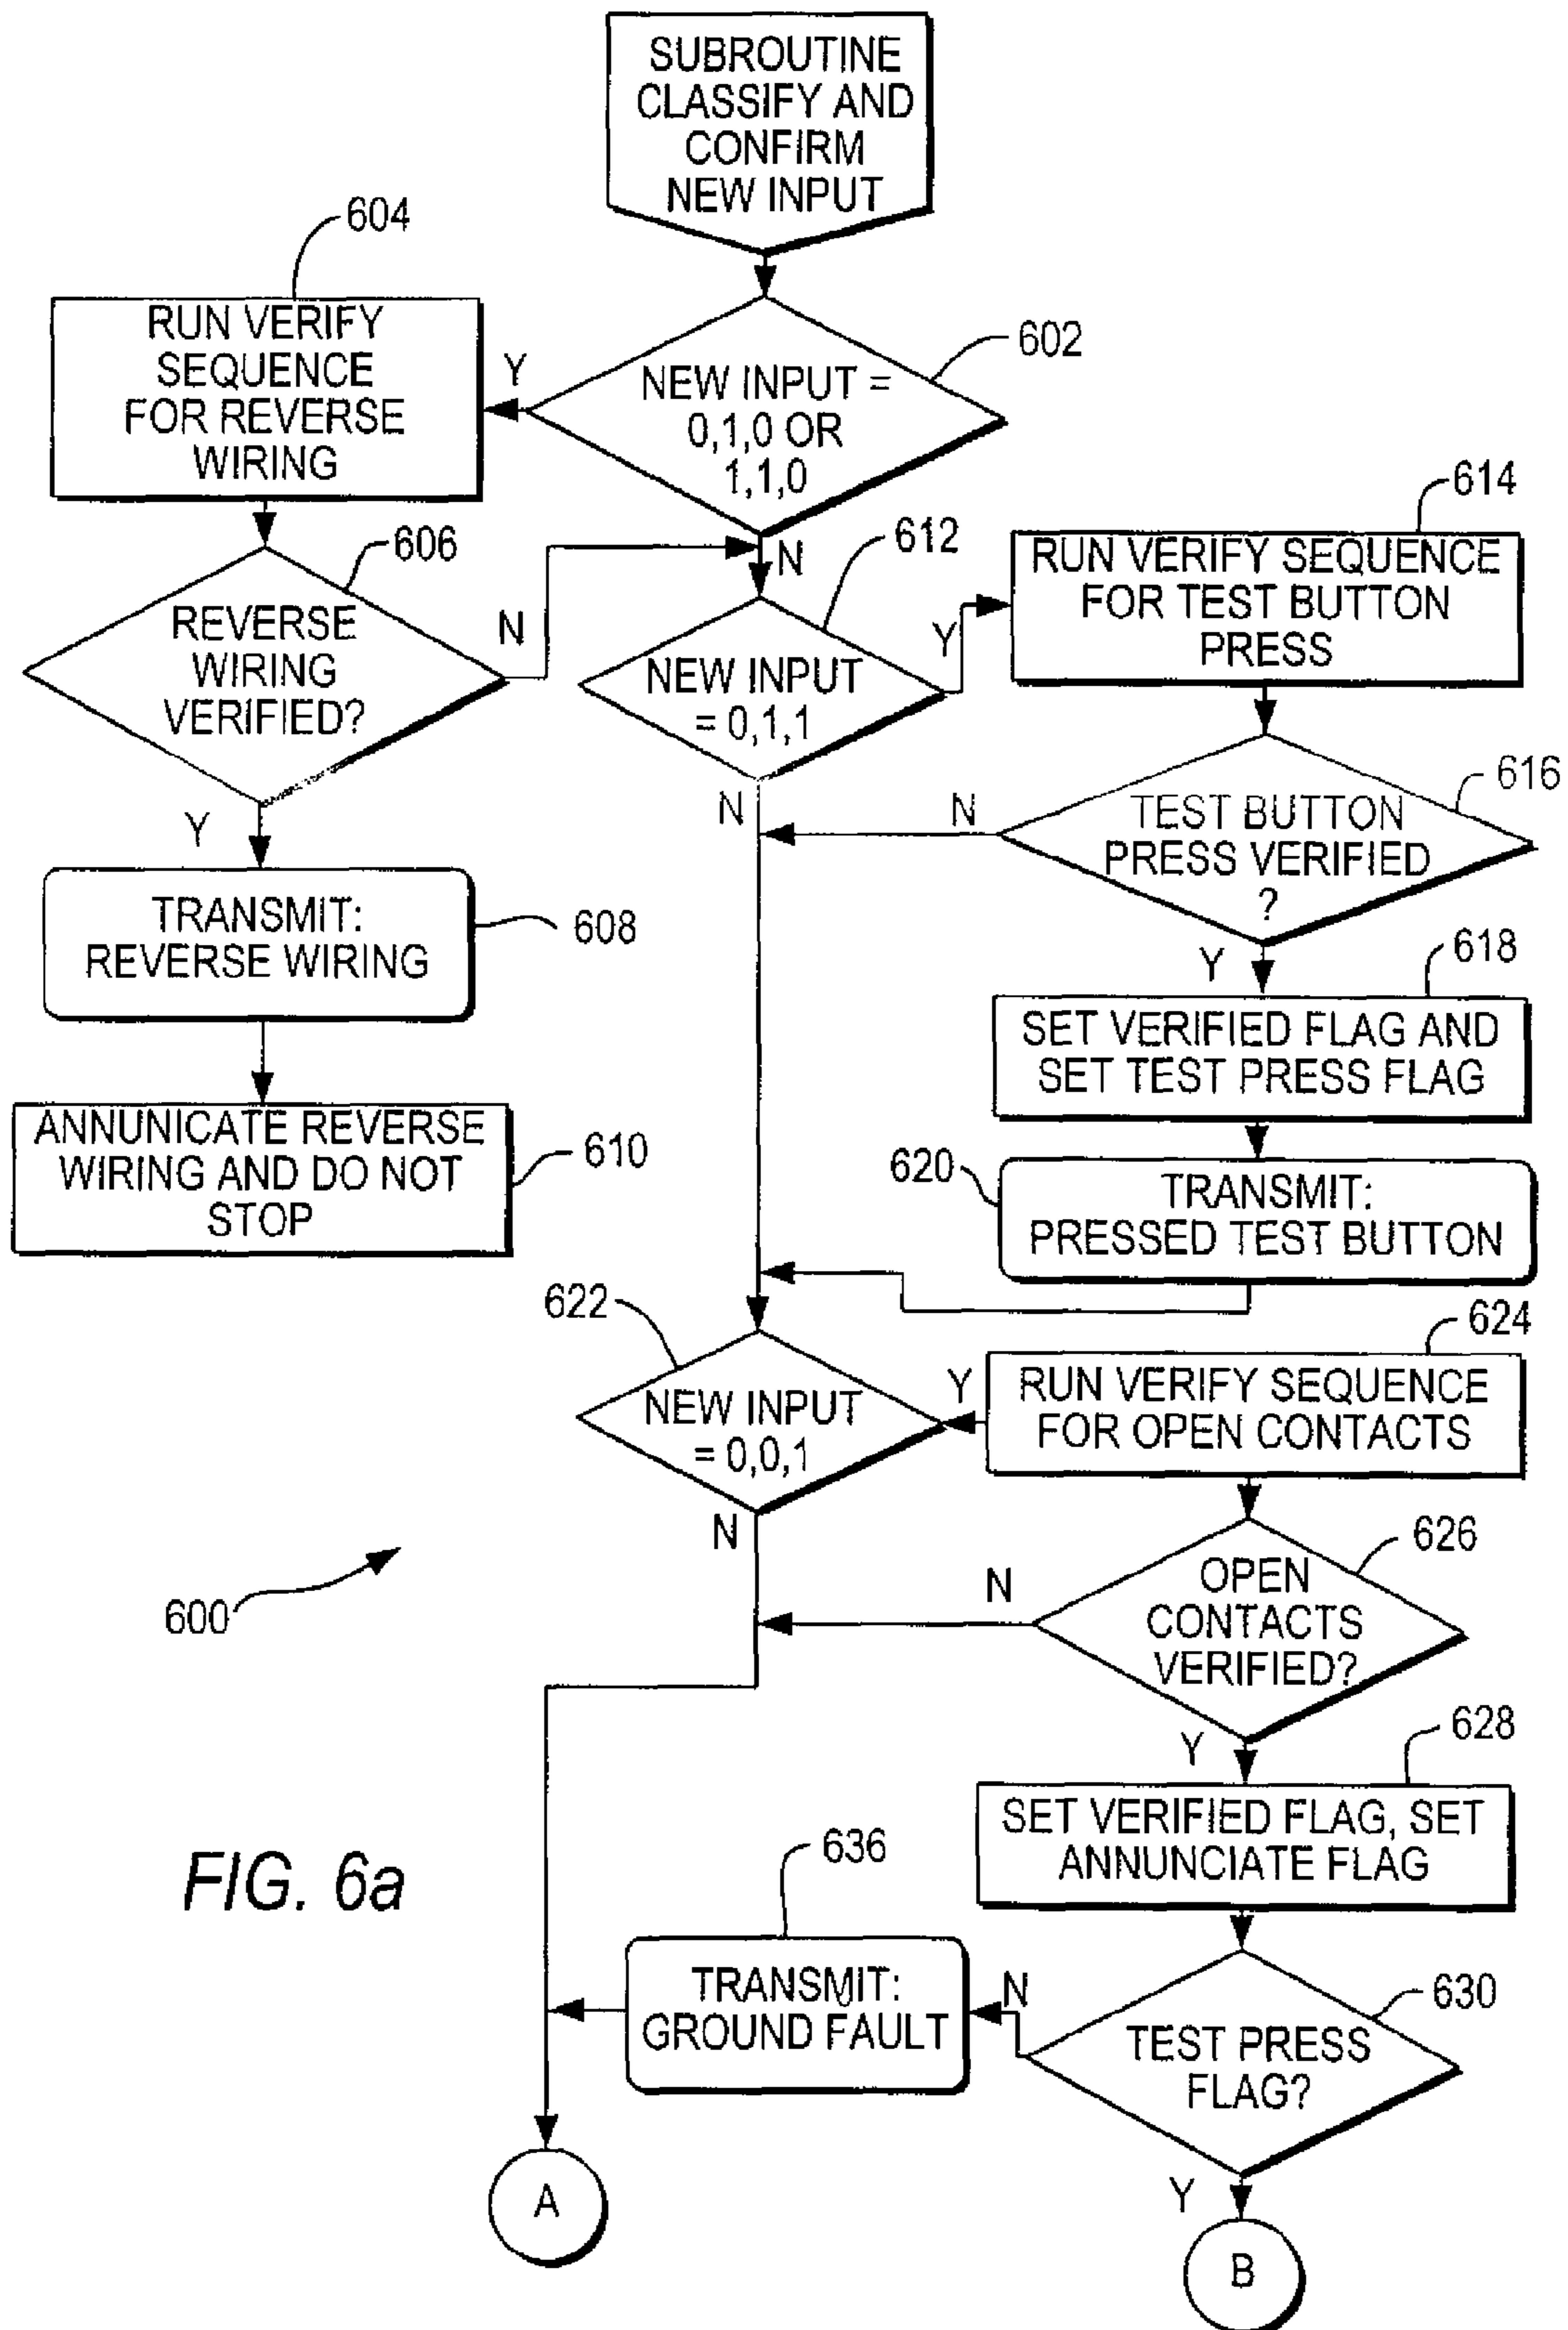 SUBROUTINE
CLASSIFY AND
CONFIRM
NEW INPUT
604
RUN VERIFY
SEQUENCE
FOR REVERSE
WIRING
Y
602
NEW INPUT =
0,1,0 OR
1,1,0
N
606
REVERSE
WIRING
VERIFIED?
N
Y
612
NEW INPUT
= 0,1,1
Y
N
614
RUN VERIFY SEQUENCE
FOR TEST BUTTON
PRESS
616
TEST BUTTON
PRESS VERIFIED
?
N
Y
TRANSMIT:
REVERSE WIRING
608
618
SET VERIFIED FLAG AND
SET TEST PRESS FLAG
ANNUNICATE REVERSE
WIRING AND DO NOT
STOP
610
620
TRANSMIT:
PRESSED TEST BUTTON
622
NEW INPUT
= 0,0,1
Y
N
624
RUN VERIFY SEQUENCE
FOR OPEN CONTACTS
600
626
OPEN
CONTACTS
VERIFIED?
N
Y
628
SET VERIFIED FLAG, SET
ANNUNCIATE FLAG
FIG. 6a
636
TRANSMIT:
GROUND FAULT
N
630
TEST PRESS
FLAG?
Y
A
B